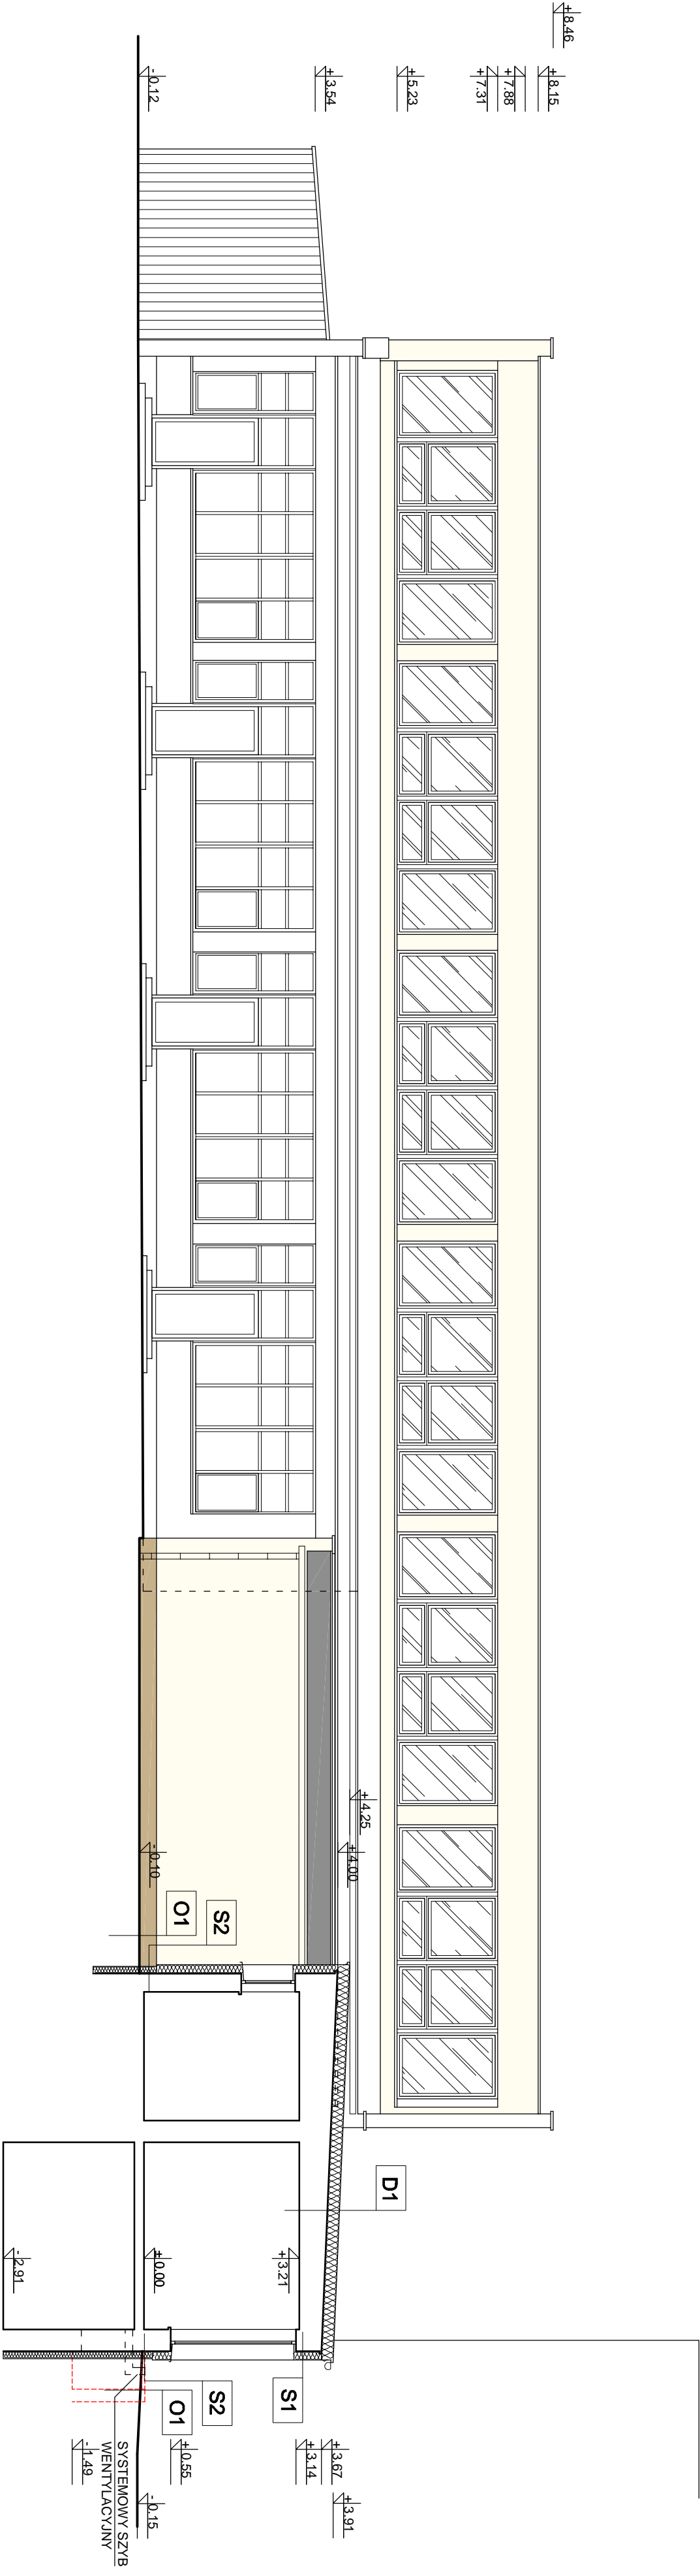 + 8.46
+ 8.15
+ 7.88
+ 7.31
+ 5.23
+ 3.54
- 0.12
+ 4.25
+ 4.00
- 0.10
S2
O1
D1
+ 3.21
± 0.00
- 2.91
S1
S2
O1
+ 3.91
+ 3.67
+ 3.14
+ 0.55
- 0.15
- 1.49
SYSTEMOWY SZYB
WENTYLACYJNY